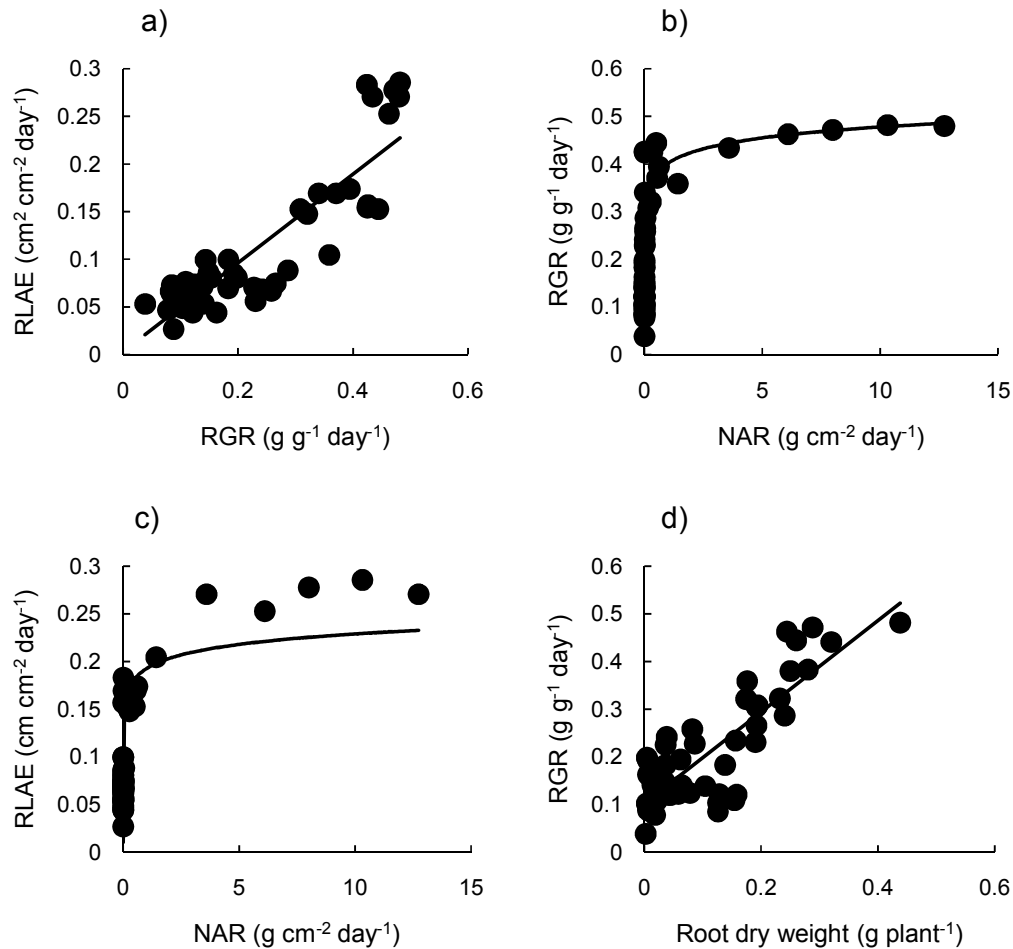 a)
0.3
0.25
0.2
0.15
0.1
0.05
0
0 0.2 0.4 0.6
RLAE (cm² cm⁻² day⁻¹)
RGR (g g⁻¹ day⁻¹)
b)
0.6
0.5
0.4
0.3
0.2
0.1
0
0 5 10 15
RGR (g g⁻¹ day⁻¹)
NAR (g cm⁻² day⁻¹)
c)
0.3
0.25
0.2
0.15
0.1
0.05
0
0 5 10 15
RLAE (cm cm⁻² day⁻¹)
NAR (g cm⁻² day⁻¹)
d)
0.6
0.5
0.4
0.3
0.2
0.1
0
0 0.2 0.4 0.6
RGR (g g⁻¹ day⁻¹)
Root dry weight (g plant⁻¹)